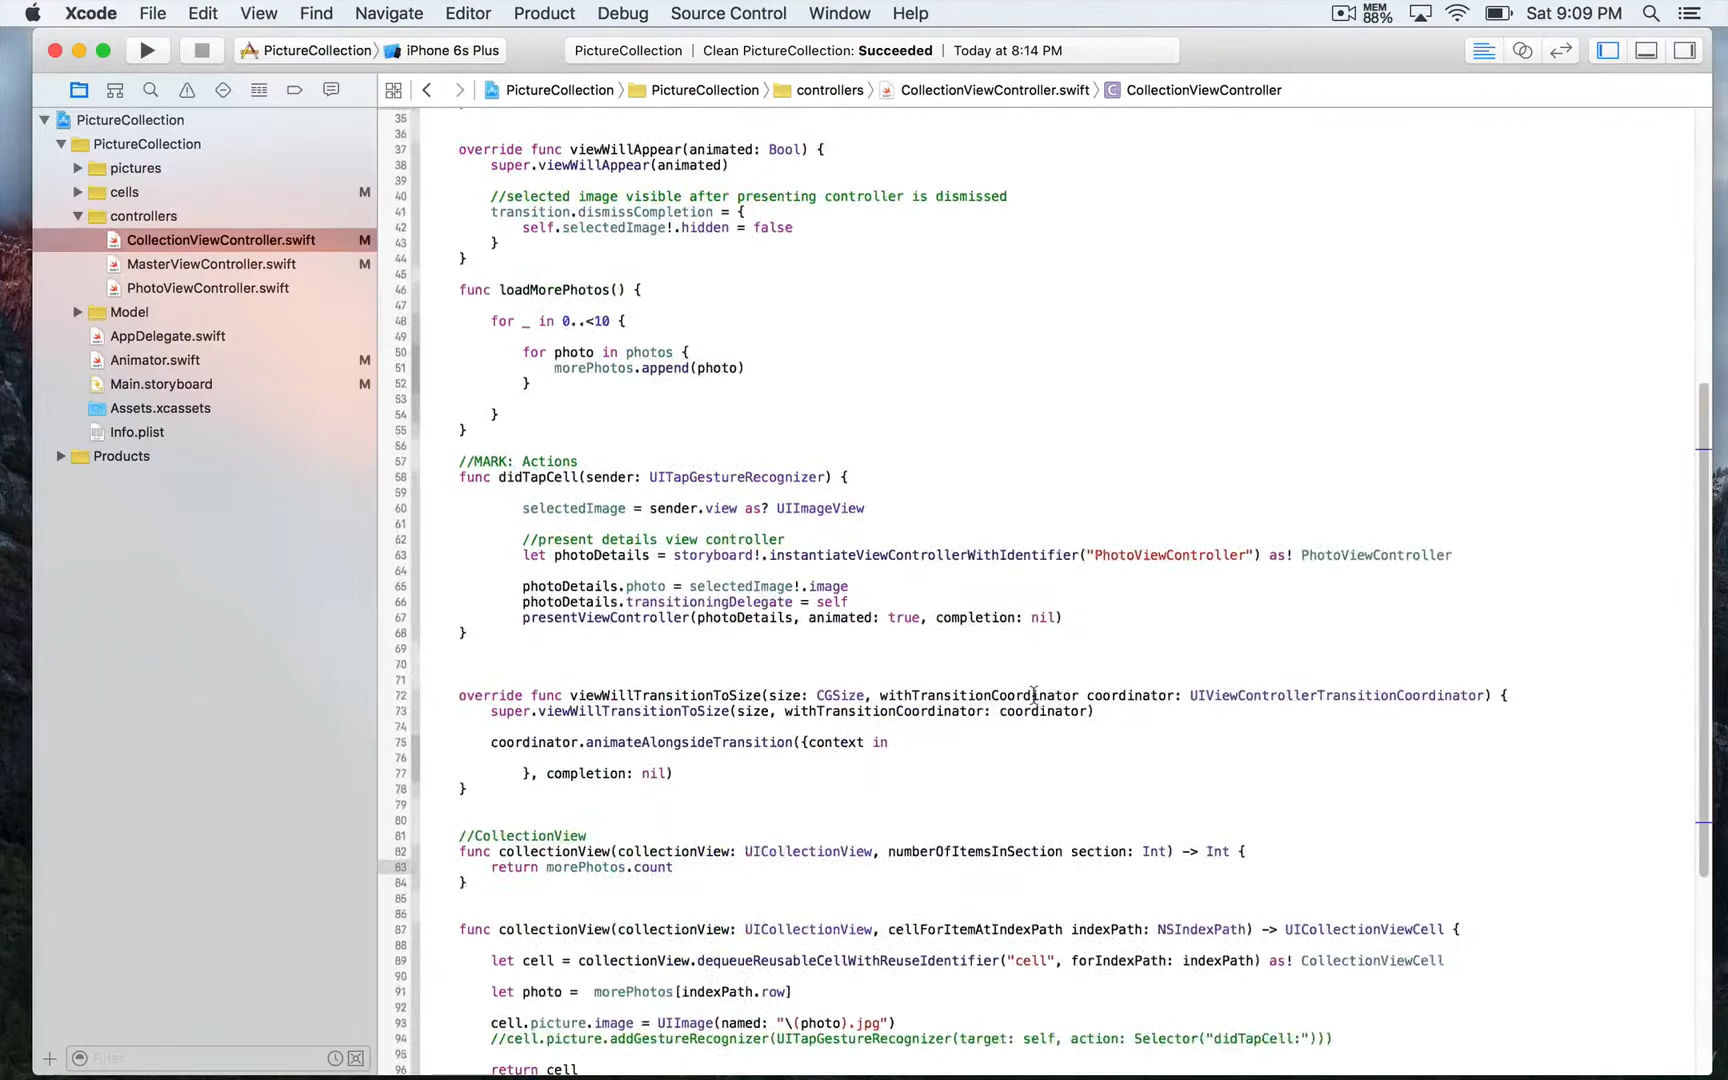 Xcode File Edit View Find Navigate Editor Product Debug Source Control Window Help MEM 88% Sat 9:09 PM
PictureCollection iPhone 6s Plus PictureCollection | Clean PictureCollection: Succeeded | Today at 8:14 PM
PictureCollection PictureCollection controllers CollectionViewController.swift C CollectionViewController
PictureCollection
PictureCollection
pictures
cells M
controllers
CollectionViewController.swift M
MasterViewController.swift M
PhotoViewController.swift
Model
AppDelegate.swift
Animator.swift M
Main.storyboard M
Assets.xcassets
Info.plist
Products
Filter
35
36
37 override func viewWillAppear(animated: Bool) {
38 super.viewWillAppear(animated)
39
40 //selected image visible after presenting controller is dismissed
41 transition.dismissCompletion = {
42 self.selectedImage!.hidden = false
43 }
44 }
45
46 func loadMorePhotos() {
47
48 for _ in 0..<10 {
49
50 for photo in photos {
51 morePhotos.append(photo)
52 }
53
54 }
55 }
56
57 //MARK: Actions
58 func didTapCell(sender: UITapGestureRecognizer) {
59
60 selectedImage = sender.view as? UIImageView
61
62 //present details view controller
63 let photoDetails = storyboard!.instantiateViewControllerWithIdentifier("PhotoViewController") as! PhotoViewController
64
65 photoDetails.photo = selectedImage!.image
66 photoDetails.transitioningDelegate = self
67 presentViewController(photoDetails, animated: true, completion: nil)
68 }
69
70
71
72 override func viewWillTransitionToSize(size: CGSize, withTransitionCoordinator coordinator: UIViewControllerTransitionCoordinator) {
73 super.viewWillTransitionToSize(size, withTransitionCoordinator: coordinator)
74
75 coordinator.animateAlongsideTransition({context in
76
77 }, completion: nil)
78 }
79
80
81 //CollectionView
82 func collectionView(collectionView: UICollectionView, numberOfItemsInSection section: Int) -> Int {
83 return morePhotos.count
84 }
85
86
87 func collectionView(collectionView: UICollectionView, cellForItemAtIndexPath indexPath: NSIndexPath) -> UICollectionViewCell {
88
89 let cell = collectionView.dequeueReusableCellWithReuseIdentifier("cell", forIndexPath: indexPath) as! CollectionViewCell
90
91 let photo = morePhotos[indexPath.row]
92
93 cell.picture.image = UIImage(named: "\(photo).jpg")
94 //cell.picture.addGestureRecognizer(UITapGestureRecognizer(target: self, action: Selector("didTapCell:")))
95
96 return cell